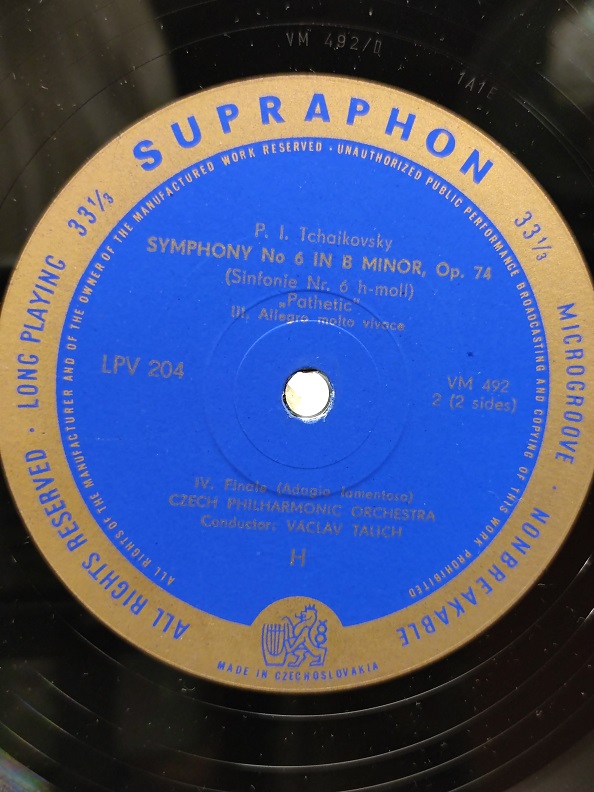 VM 492/II
1A1E
SUPRAPHON
33⅓
33⅓
LONG PLAYING
MICROGROOVE
ALL RIGHTS RESERVED
NONBREAKABLE
ALL RIGHTS OF THE MANUFACTURER AND OF THE OWNER OF THE MANUFACTURED WORK RESERVED · UNAUTHORIZED PUBLIC PERFORMANCE BROADCASTING AND COPYING OF THIS WORK PROHIBITED
P. I. Tchaikovsky
SYMPHONY No 6 IN B MINOR, Op. 74
(Sinfonie Nr. 6 h-moll)
„Pathetic"
III. Allegro molto vivace
LPV 204
VM 492
2 (2 sides)
IV. Finale (Adagio lamentoso)
CZECH PHILHARMONIC ORCHESTRA
Conductor: VÁCLAV TALICH
H
MADE IN CZECHOSLOVAKIA